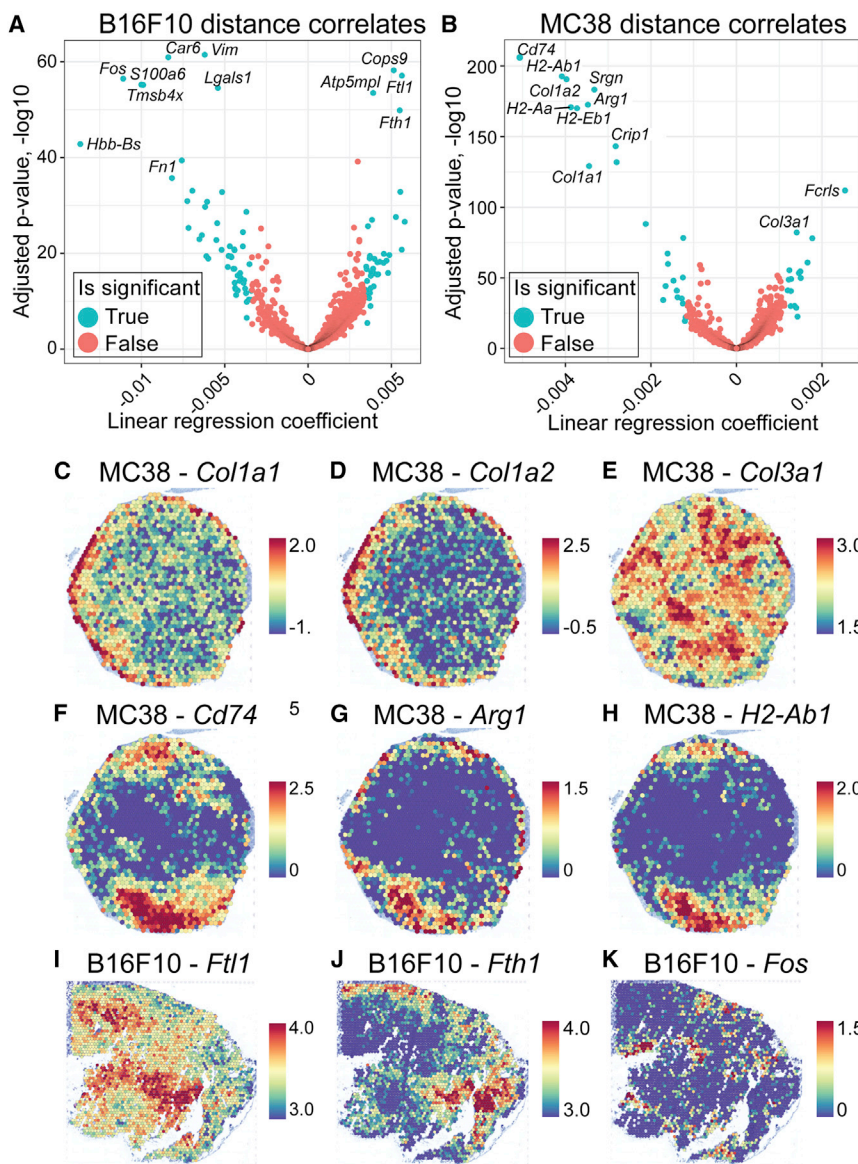 A B16F10 distance correlates
Adjusted p-value, -log10
60
40
20
0
Car6 Vim
Fos S100a6
Tmsb4x
Lgals1
Cops9
Atp5mpl
Ftl1
Fth1
Hbb-Bs
Fn1
Is significant
True
False
-0.01
-0.005
0
0.005
Linear regression coefficient
B MC38 distance correlates
Adjusted p-value, -log10
200
150
100
50
0
Cd74
H2-Ab1
Col1a2
Srgn
Arg1
H2-Aa
H2-Eb1
Crip1
Col1a1
Fcrls
Col3a1
Is significant
True
False
-0.004
-0.002
0
0.002
Linear regression coefficient
C MC38 - Col1a1
2.0
-1.
5
D MC38 - Col1a2
2.5
-0.5
E MC38 - Col3a1
3.0
1.5
F MC38 - Cd74
2.5
0
G MC38 - Arg1
1.5
0
H MC38 - H2-Ab1
2.0
0
I B16F10 - Ftl1
4.0
3.0
J B16F10 - Fth1
4.0
3.0
K B16F10 - Fos
1.5
0